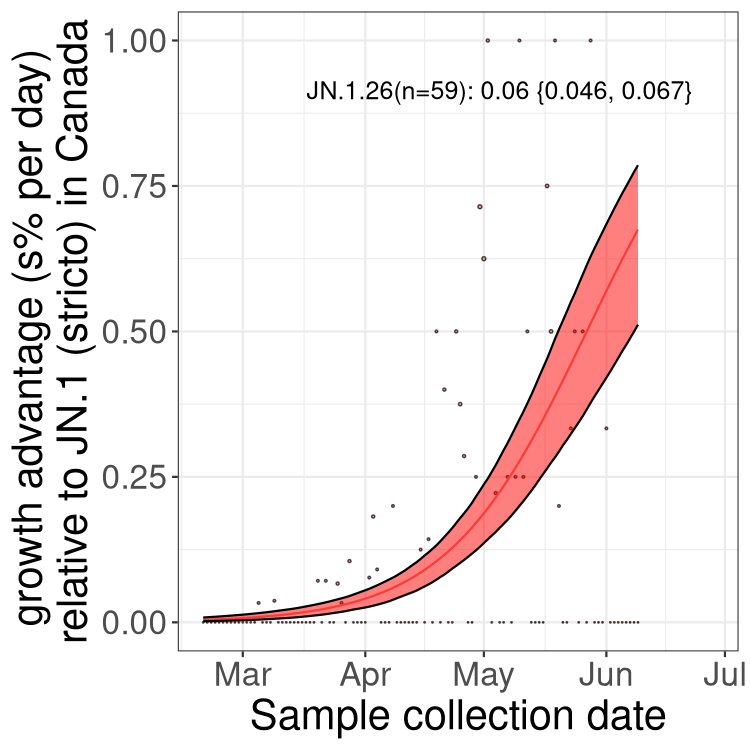 growth advantage (s% per day)
relative to JN.1 (stricto) in Canada
1.00
0.75
0.50
0.25
0.00
JN.1.26(n=59): 0.06 {0.046, 0.067}
Mar Apr May Jun Jul
Sample collection date